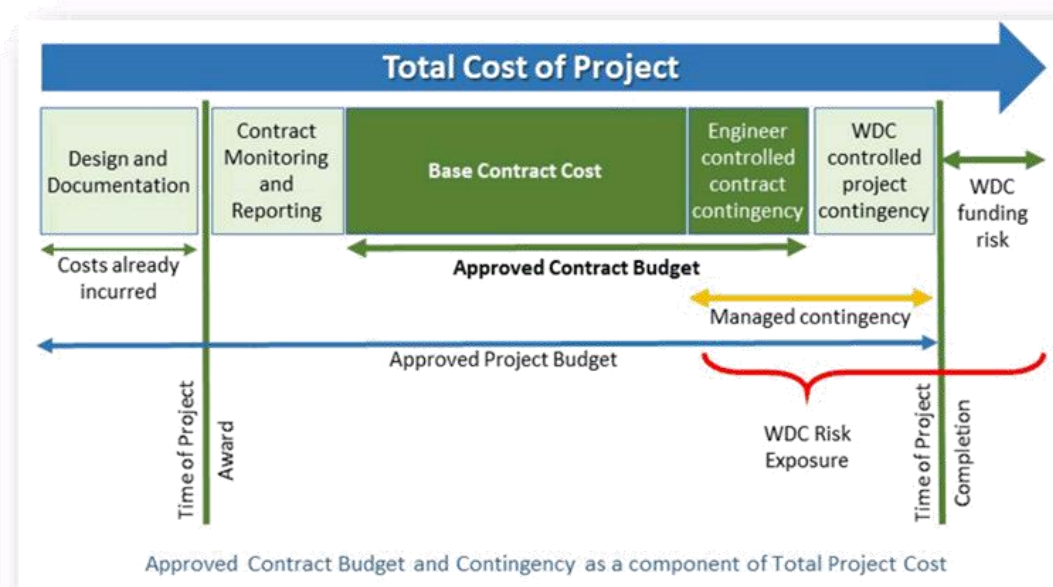 Total Cost of Project
Design and
Documentation
Contract
Monitoring
and
Reporting
Base Contract Cost
Engineer
controlled
contract
contingency
WDC
controlled
project
contingency
WDC
funding
risk
Costs already
incurred
Approved Contract Budget
Managed contingency
Approved Project Budget
Time of Project
Award
WDC Risk
Exposure
Time of Project
Completion
Approved Contract Budget and Contingency as a component of Total Project Cost